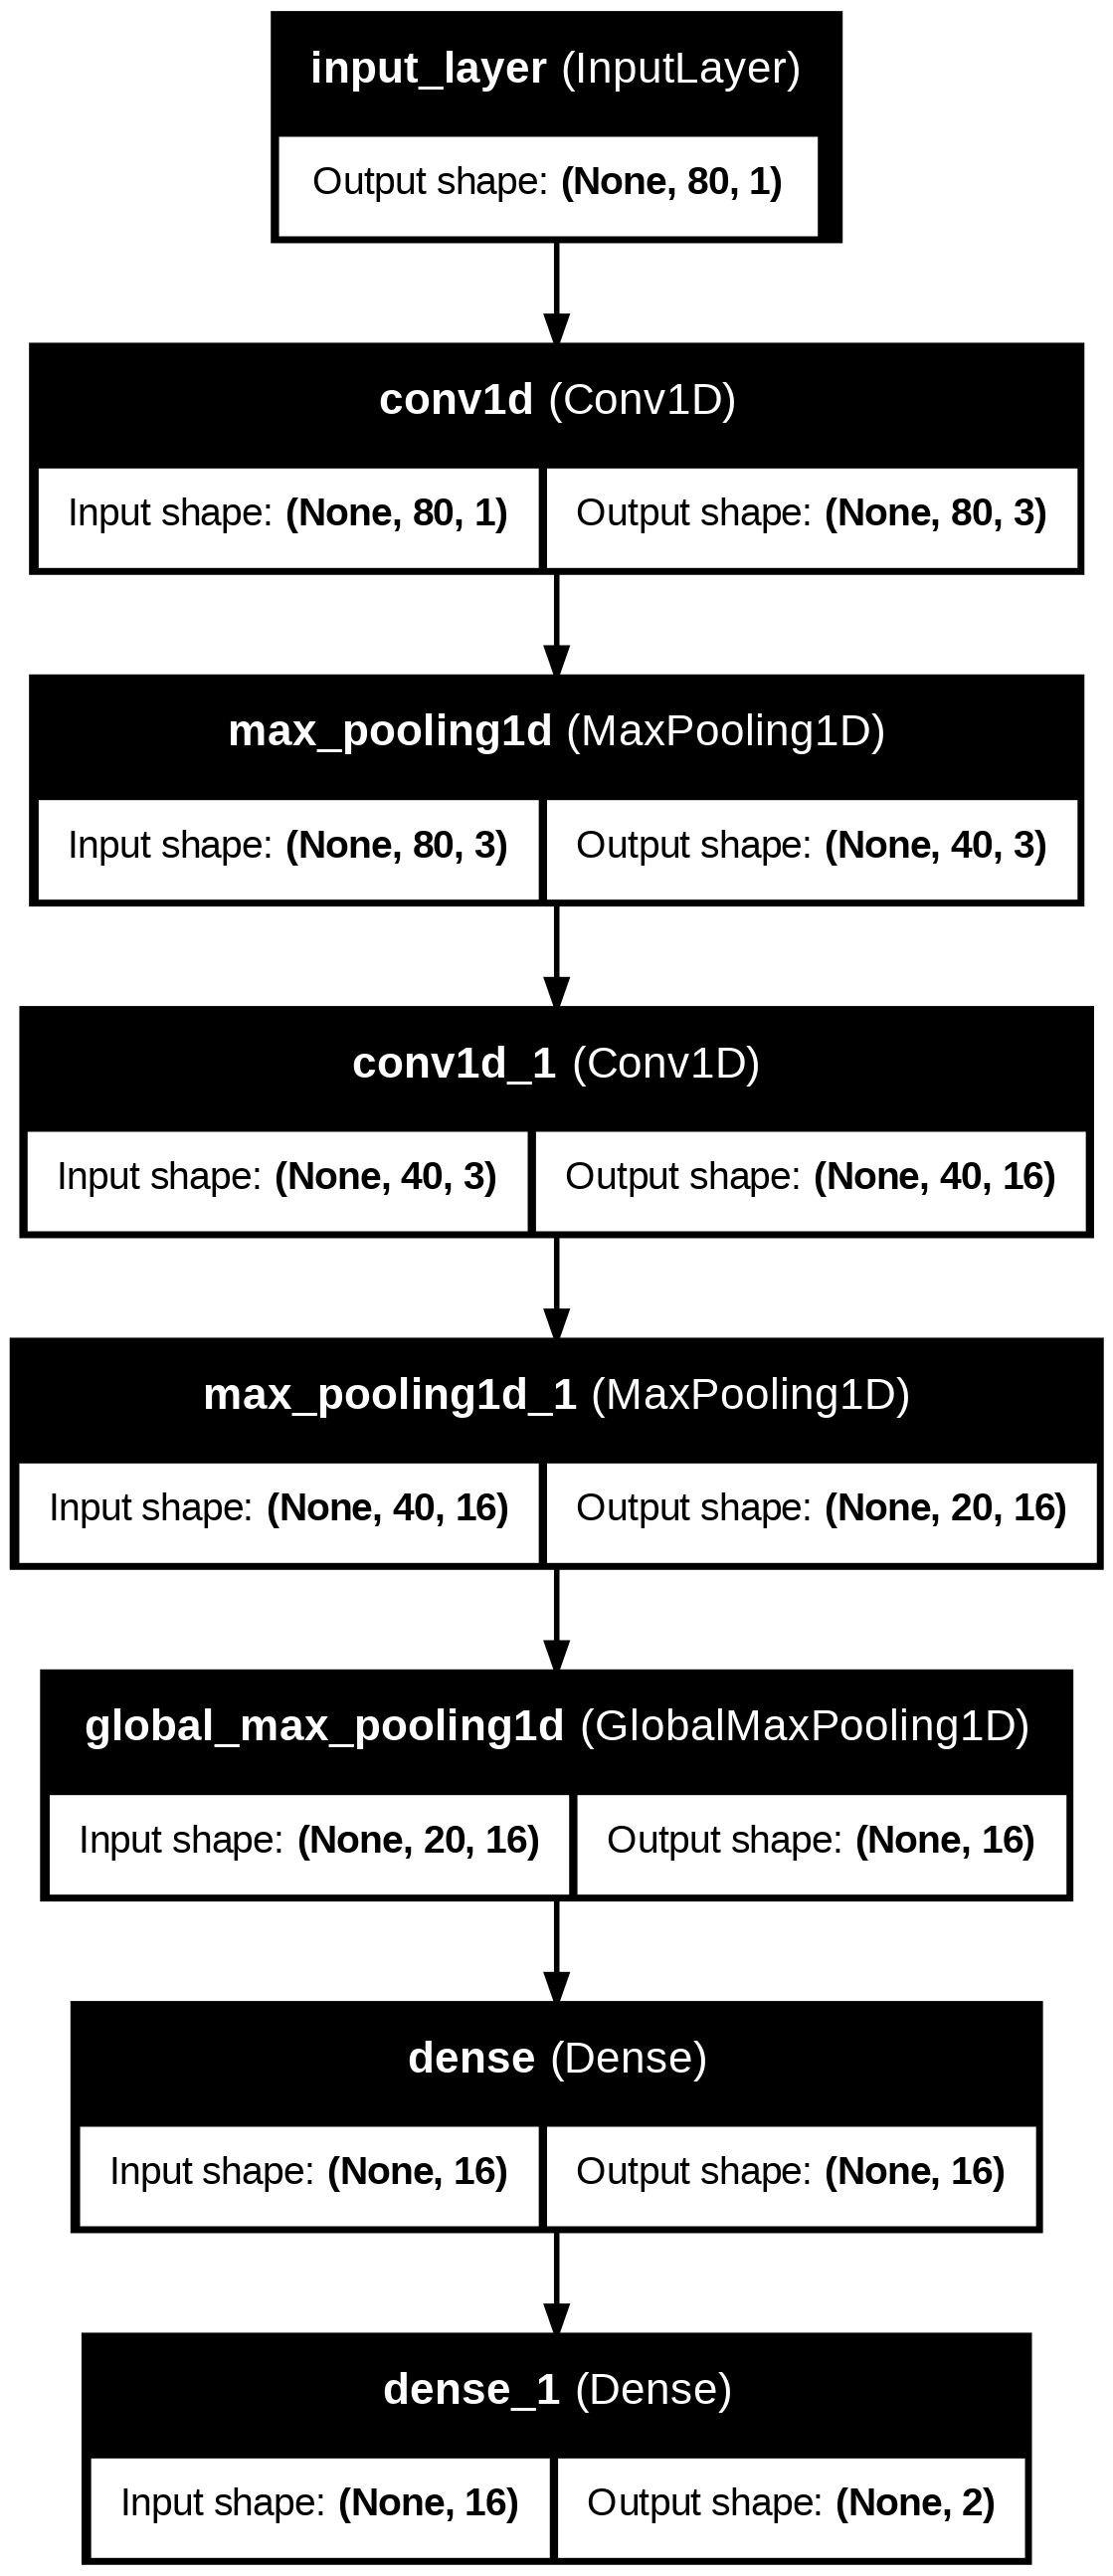 input_layer (InputLayer)
Output shape: (None, 80, 1)
conv1d (Conv1D)
Input shape: (None, 80, 1) Output shape: (None, 80, 3)
max_pooling1d (MaxPooling1D)
Input shape: (None, 80, 3) Output shape: (None, 40, 3)
conv1d_1 (Conv1D)
Input shape: (None, 40, 3) Output shape: (None, 40, 16)
max_pooling1d_1 (MaxPooling1D)
Input shape: (None, 40, 16) Output shape: (None, 20, 16)
global_max_pooling1d (GlobalMaxPooling1D)
Input shape: (None, 20, 16) Output shape: (None, 16)
dense (Dense)
Input shape: (None, 16) Output shape: (None, 16)
dense_1 (Dense)
Input shape: (None, 16) Output shape: (None, 2)